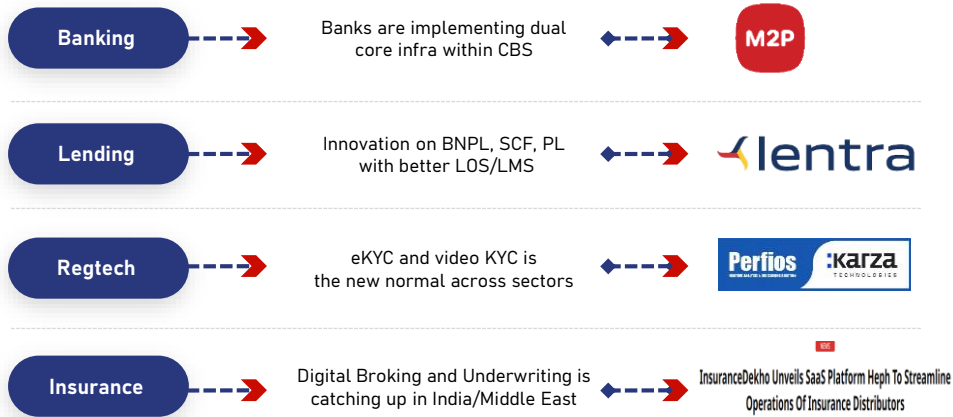 Banking
Banks are implementing dual
core infra within CBS
M2P
Lending
Innovation on BNPL, SCF, PL
with better LOS/LMS
lentra
Regtech
eKYC and video KYC is
the new normal across sectors
Perfios
:KARZA
TECHNOLOGIES
Insurance
Digital Broking and Underwriting is
catching up in India/Middle East
NEWS
InsuranceDekho Unveils SaaS Platform Heph To Streamline
Operations Of Insurance Distributors